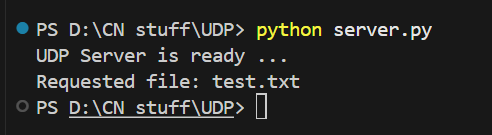 PS D:\CN stuff\UDP> python server.py
UDP Server is ready ...
Requested file: test.txt
PS D:\CN stuff\UDP>